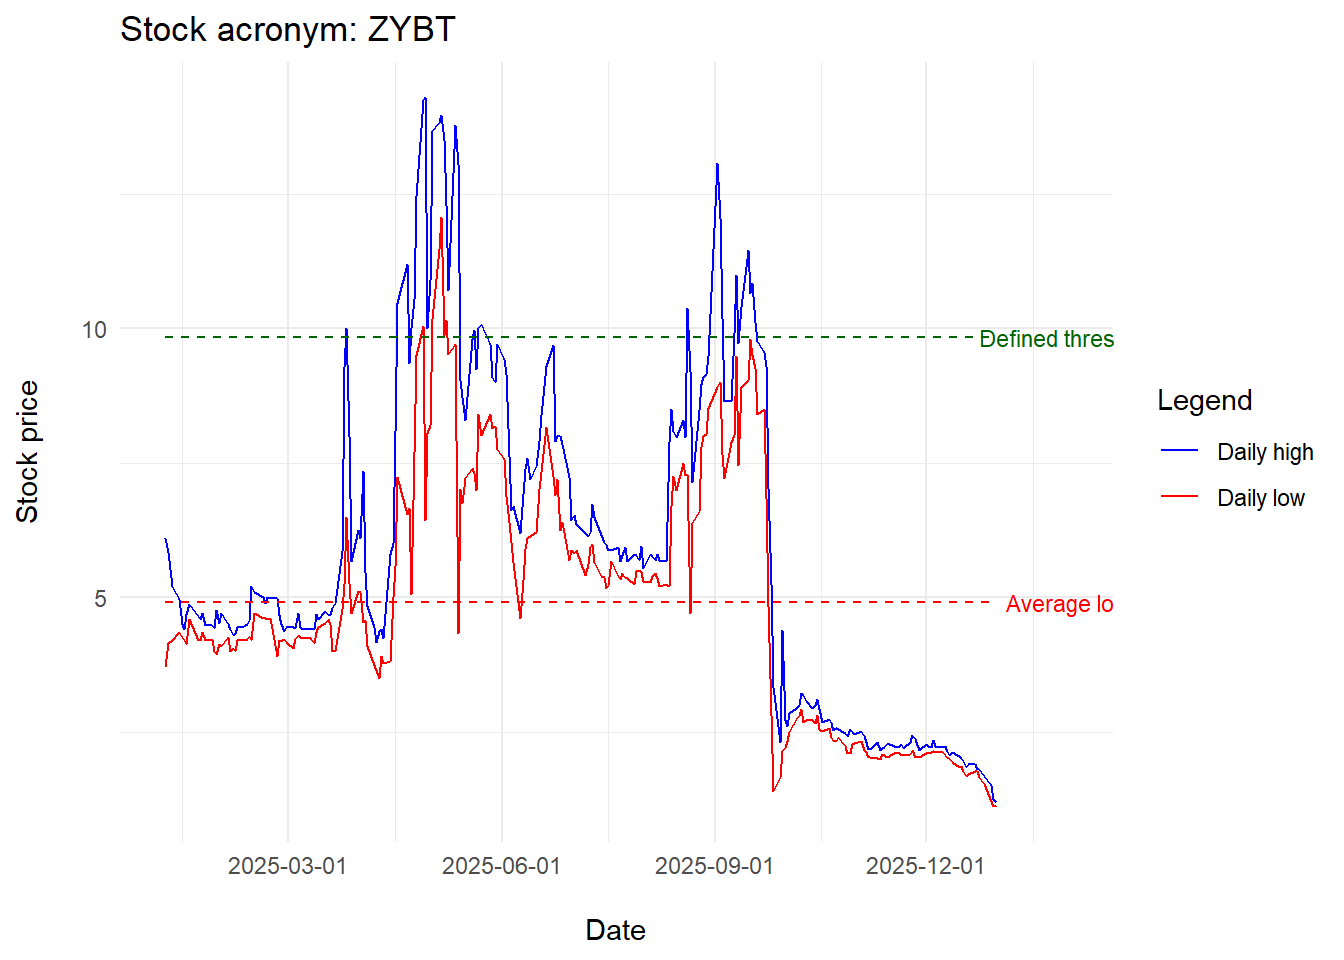 Stock acronym: ZYBT
Stock price
10
5
Defined thres
Average lo
2025-03-01
2025-06-01
2025-09-01
2025-12-01
Date
Legend
Daily high
Daily low